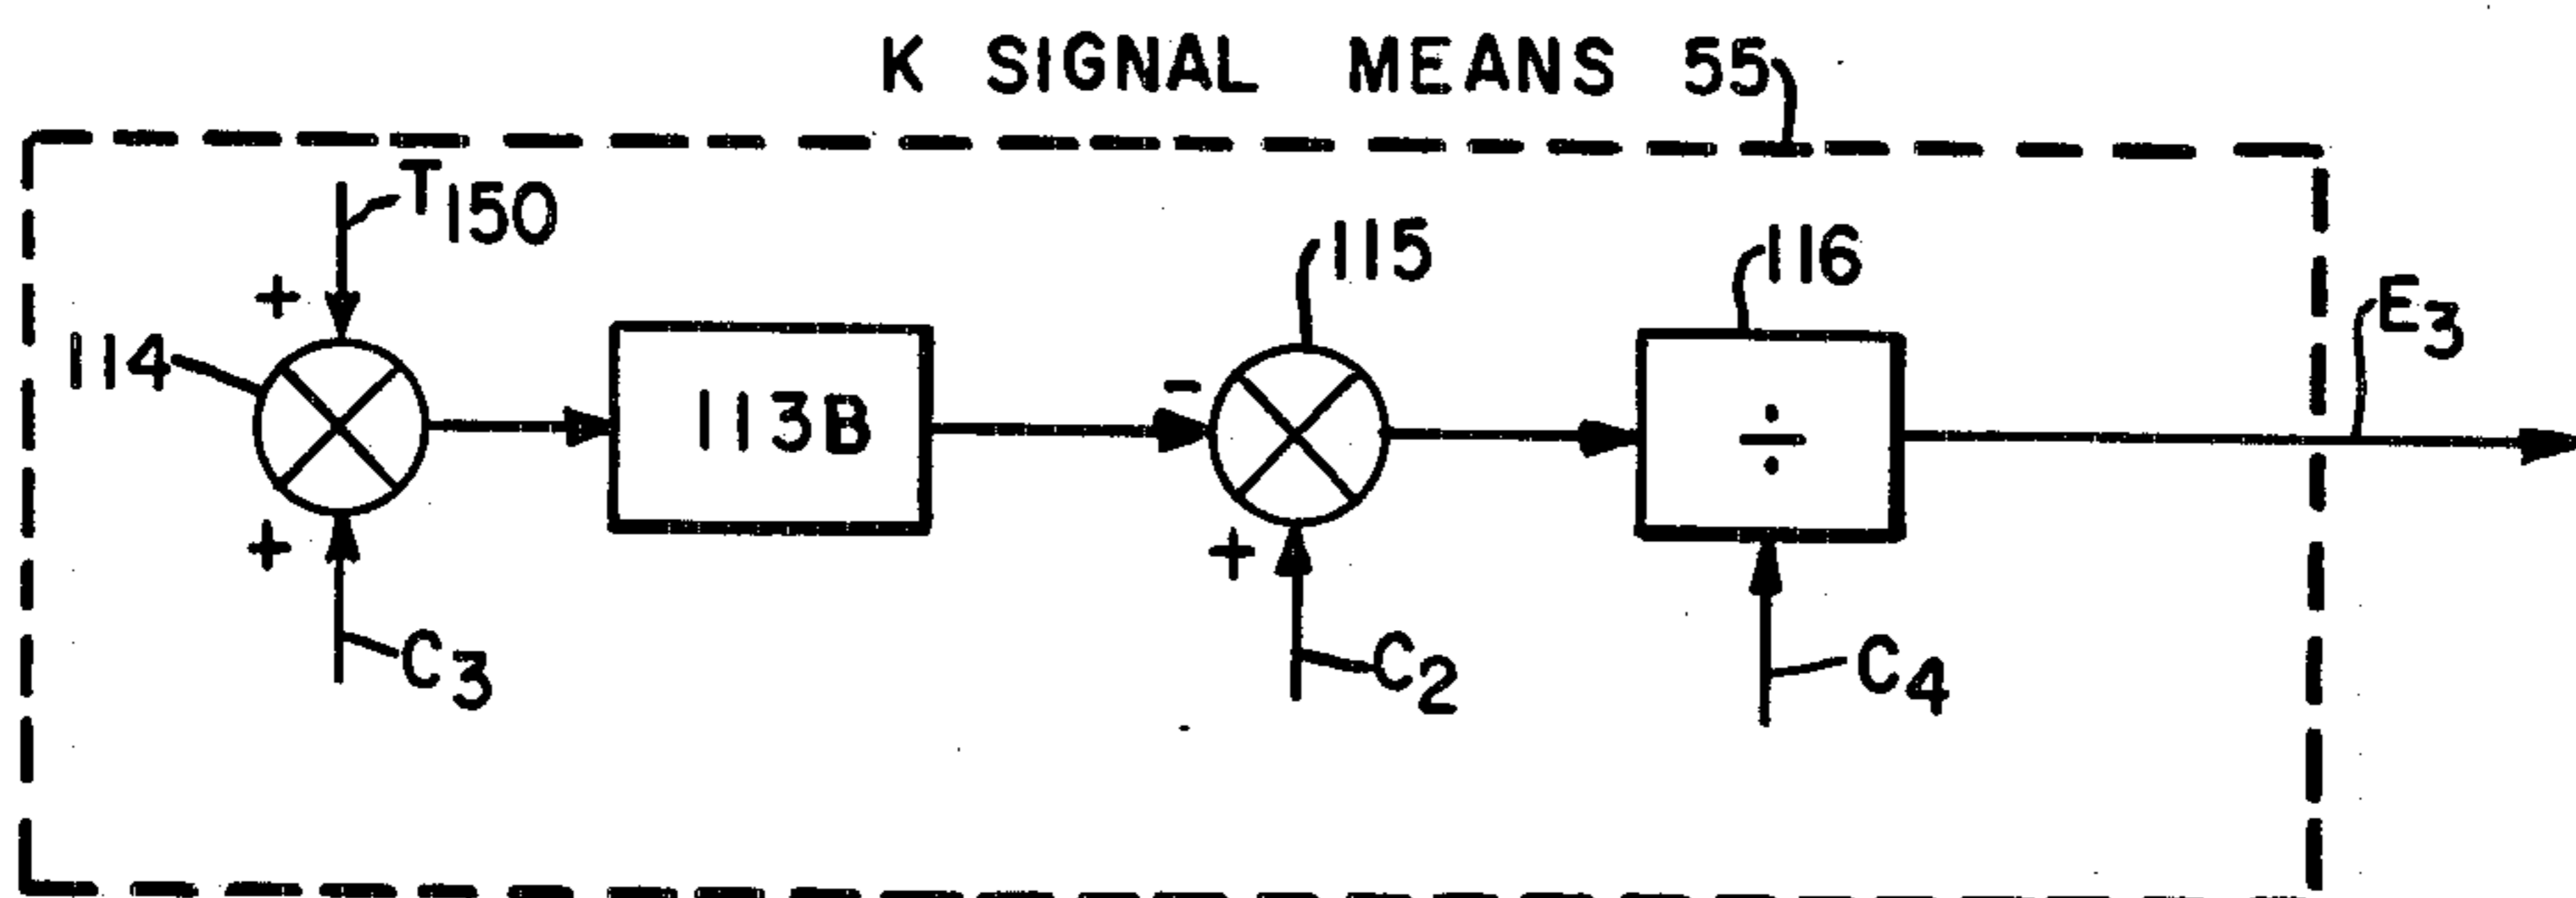 K SIGNAL MEANS 55
T150
+
114
+
C3
113B
-
115
+
C2
116
÷
C4
E3